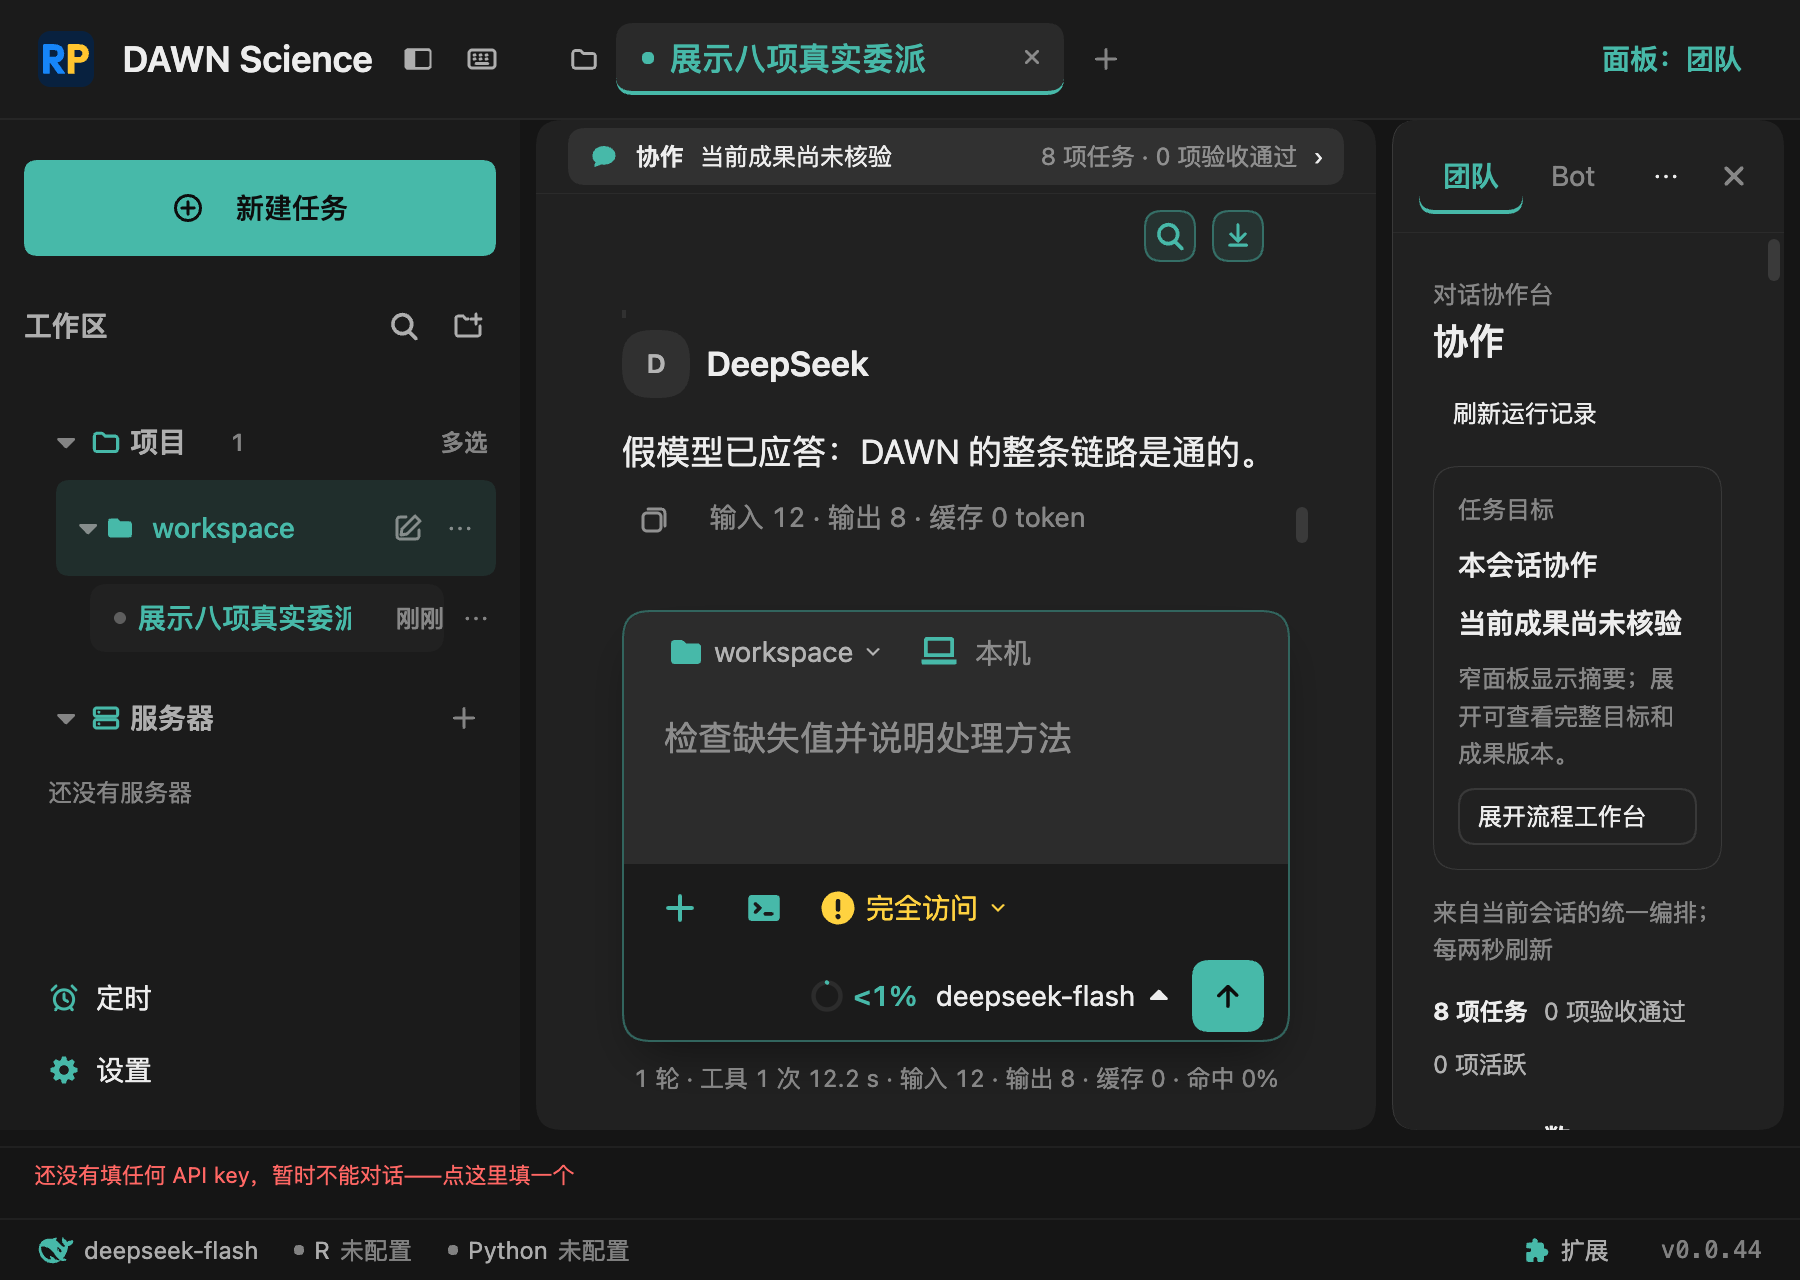 RP DAWN Science
展示八项真实委派
面板：团队
新建任务
工作区
项目 1 多选
workspace
展示八项真实委派 刚刚
服务器
还没有服务器
定时
设置
协作 当前成果尚未核验 8 项任务 · 0 项验收通过 ›
D DeepSeek
假模型已应答：DAWN 的整条链路是通的。
输入 12 · 输出 8 · 缓存 0 token
workspace 本机
检查缺失值并说明处理方法
完全访问
<1% deepseek-flash
1 轮 · 工具 1 次 12.2 s · 输入 12 · 输出 8 · 缓存 0 · 命中 0%
团队 Bot
对话协作台
协作
刷新运行记录
任务目标
本会话协作
当前成果尚未核验
窄面板显示摘要；展
开可查看完整目标和
成果版本。
展开流程工作台
来自当前会话的统一编排；
每两秒刷新
8 项任务 0 项验收通过
0 项活跃
还没有填任何 API key，暂时不能对话——点这里填一个
deepseek-flash R 未配置 Python 未配置
扩展 v0.0.44